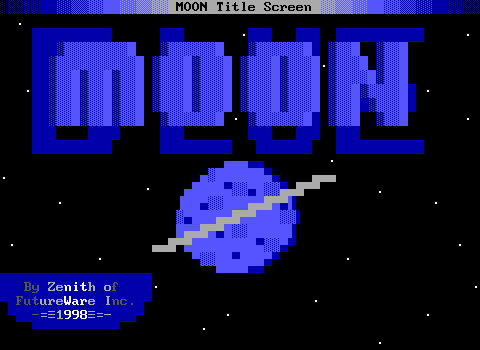 MOON Title Screen
MOON
By Zenith of
FutureWare Inc.
-=≡1998≡=-